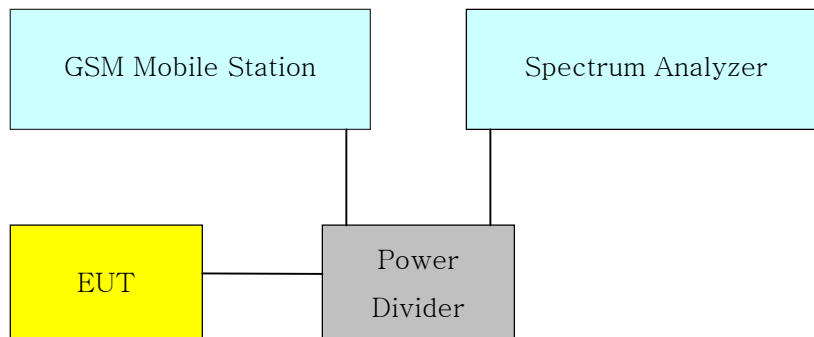 GSM Mobile Station
Spectrum Analyzer
EUT
Power
Divider